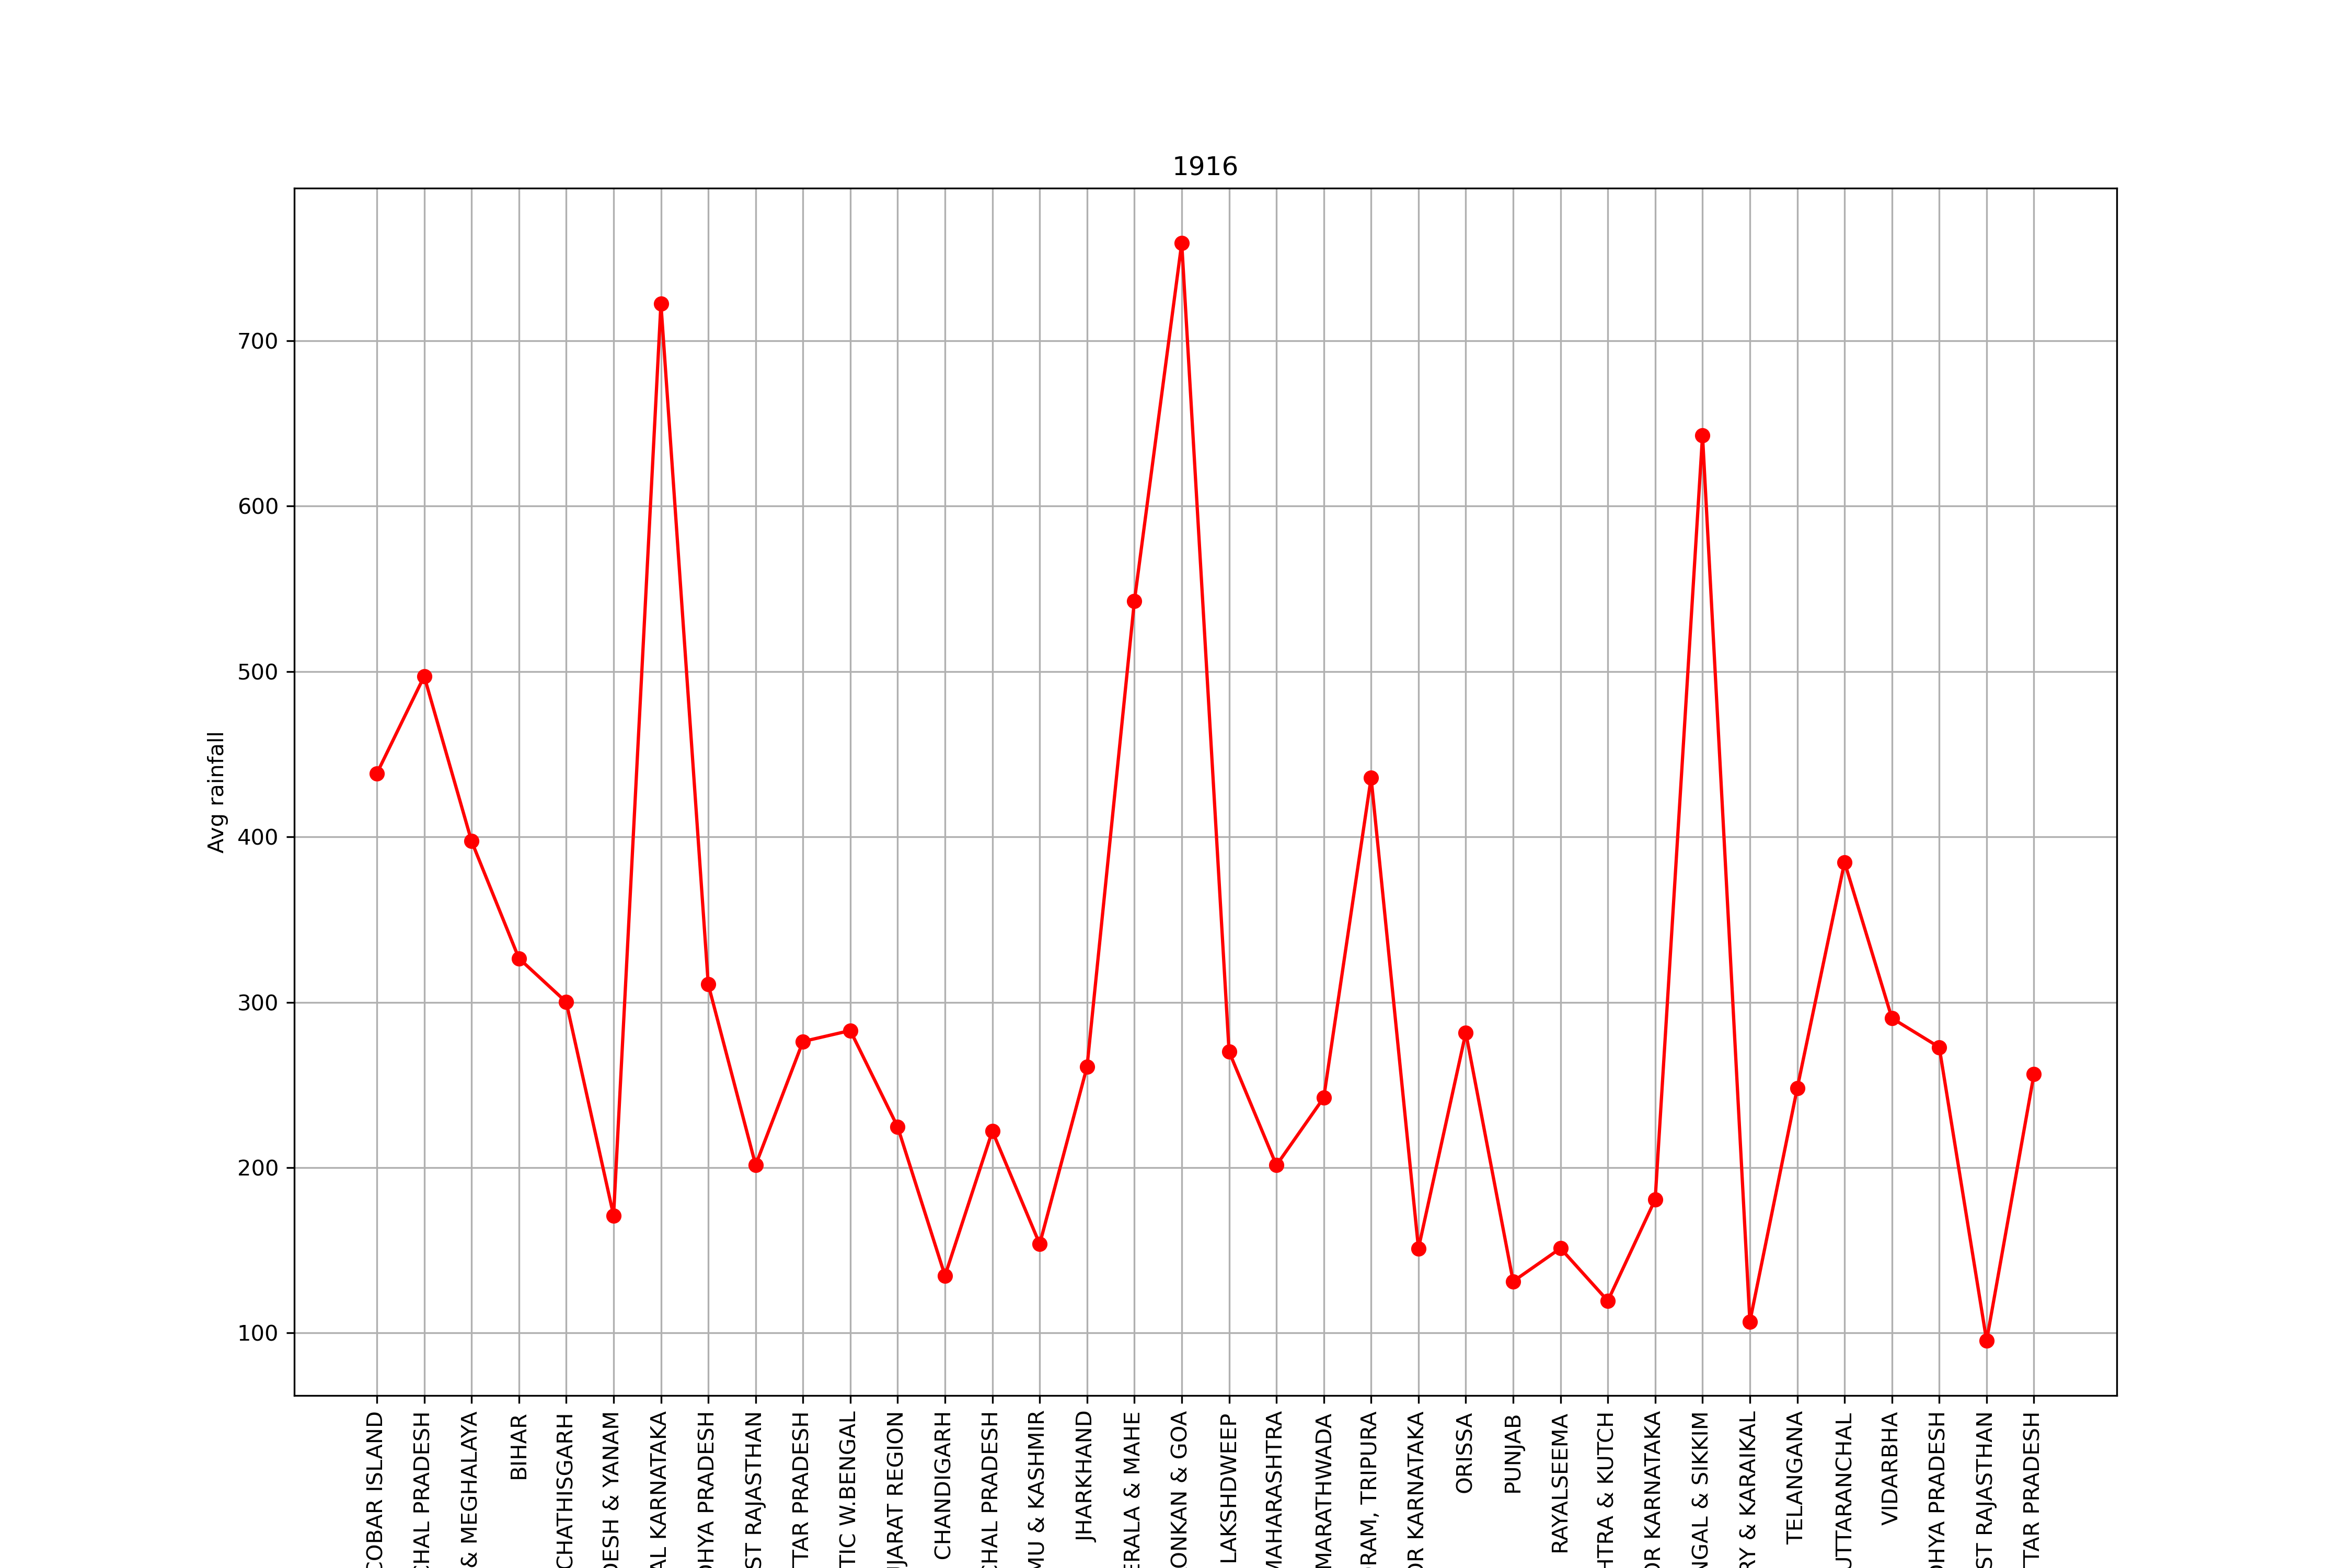 1916
Avg rainfall
700
600
500
400
300
200
100
COBAR ISLAND
CHAL PRADESH
& MEGHALAYA
BIHAR
CHATHISGARH
DESH & YANAM
AL KARNATAKA
DHYA PRADESH
ST RAJASTHAN
TTAR PRADESH
TIC W.BENGAL
JARAT REGION
CHANDIGARH
CHAL PRADESH
MU & KASHMIR
JHARKHAND
ERALA & MAHE
ONKAN & GOA
LAKSHDWEEP
MAHARASHTRA
MARATHWADA
RAM, TRIPURA
OR KARNATAKA
ORISSA
PUNJAB
RAYALSEEMA
HTRA & KUTCH
OR KARNATAKA
NGAL & SIKKIM
RY & KARAIKAL
TELANGANA
UTTARANCHAL
VIDARBHA
DHYA PRADESH
ST RAJASTHAN
TTAR PRADESH